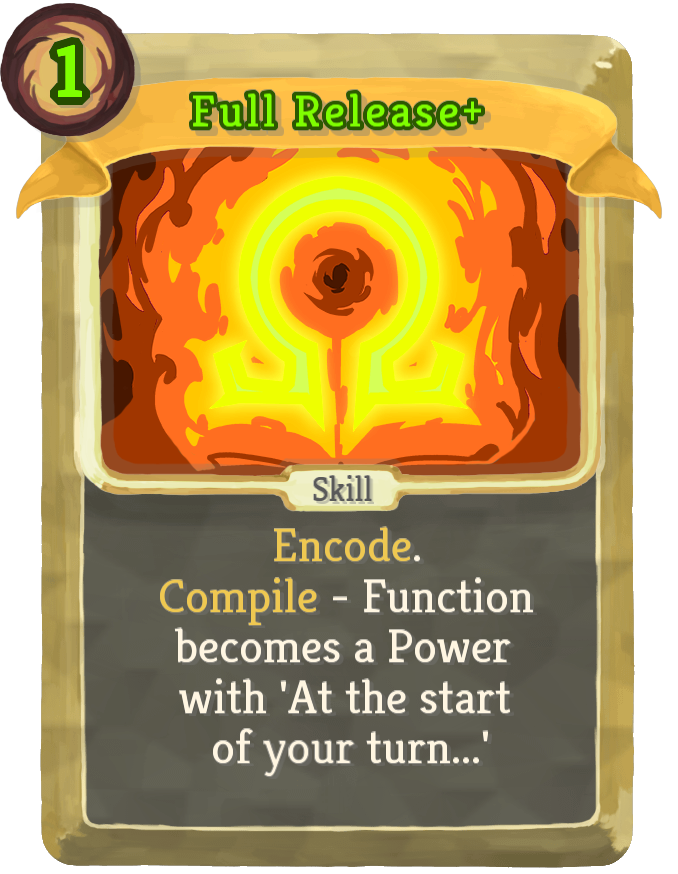 1
Full Release+
Skill
Encode.
Compile - Function
becomes a Power
with 'At the start
of your turn...'